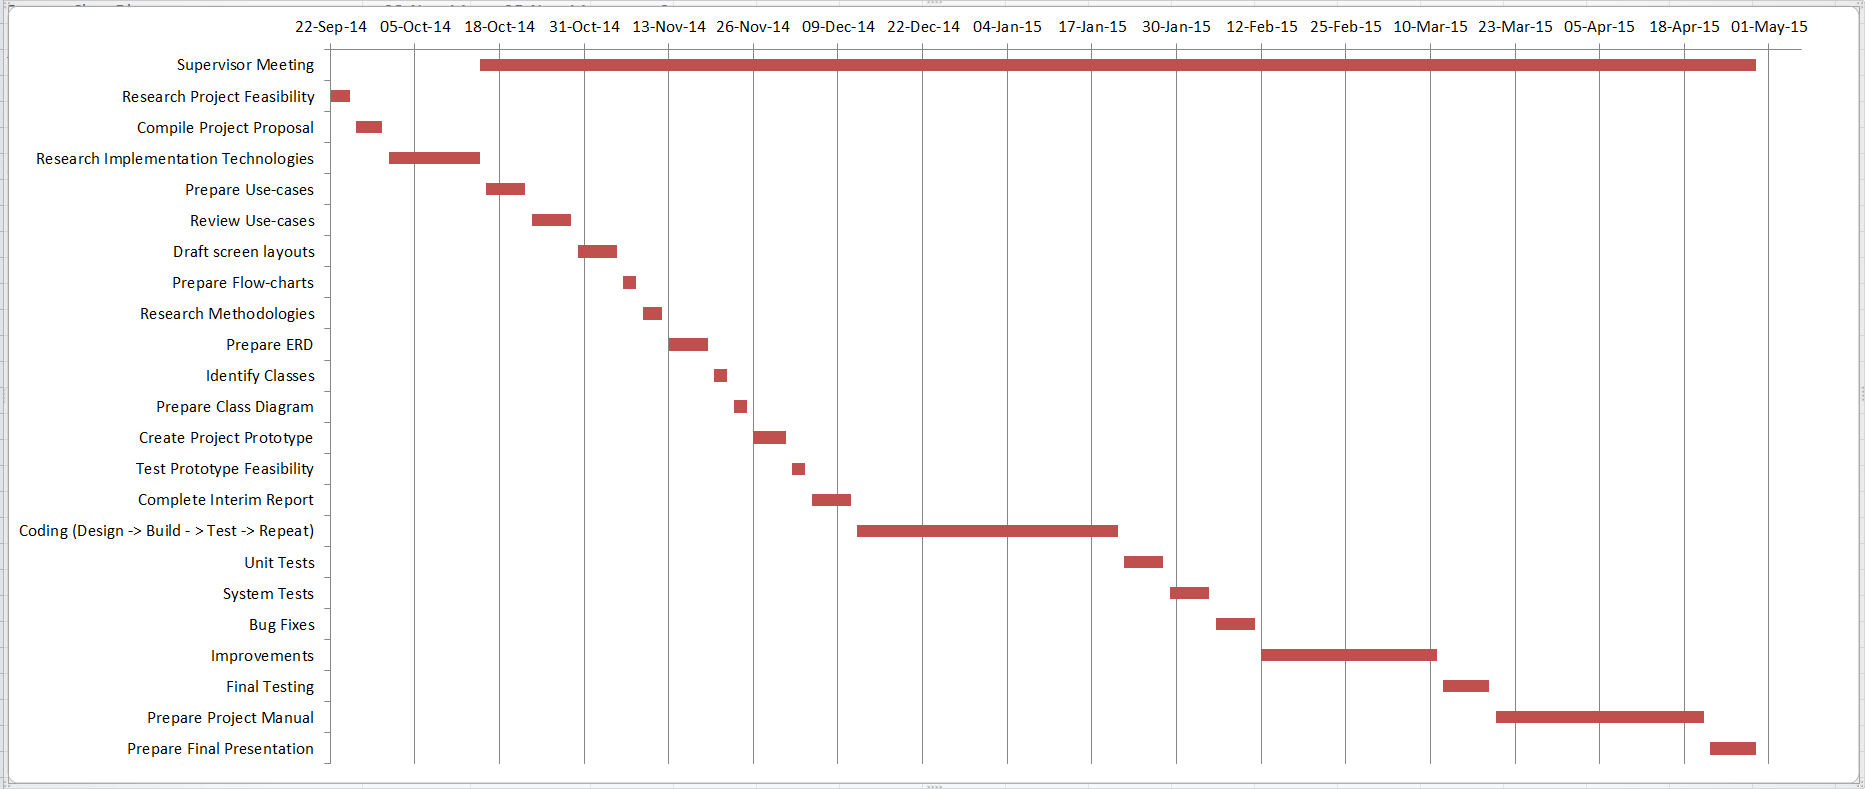 22-Sep-14 05-Oct-14 18-Oct-14 31-Oct-14 13-Nov-14 26-Nov-14 09-Dec-14 22-Dec-14 04-Jan-15 17-Jan-15 30-Jan-15 12-Feb-15 25-Feb-15 10-Mar-15 23-Mar-15 05-Apr-15 18-Apr-15 01-May-15
Supervisor Meeting
Research Project Feasibility
Compile Project Proposal
Research Implementation Technologies
Prepare Use-cases
Review Use-cases
Draft screen layouts
Prepare Flow-charts
Research Methodologies
Prepare ERD
Identify Classes
Prepare Class Diagram
Create Project Prototype
Test Prototype Feasibility
Complete Interim Report
Coding (Design -> Build - > Test -> Repeat)
Unit Tests
System Tests
Bug Fixes
Improvements
Final Testing
Prepare Project Manual
Prepare Final Presentation